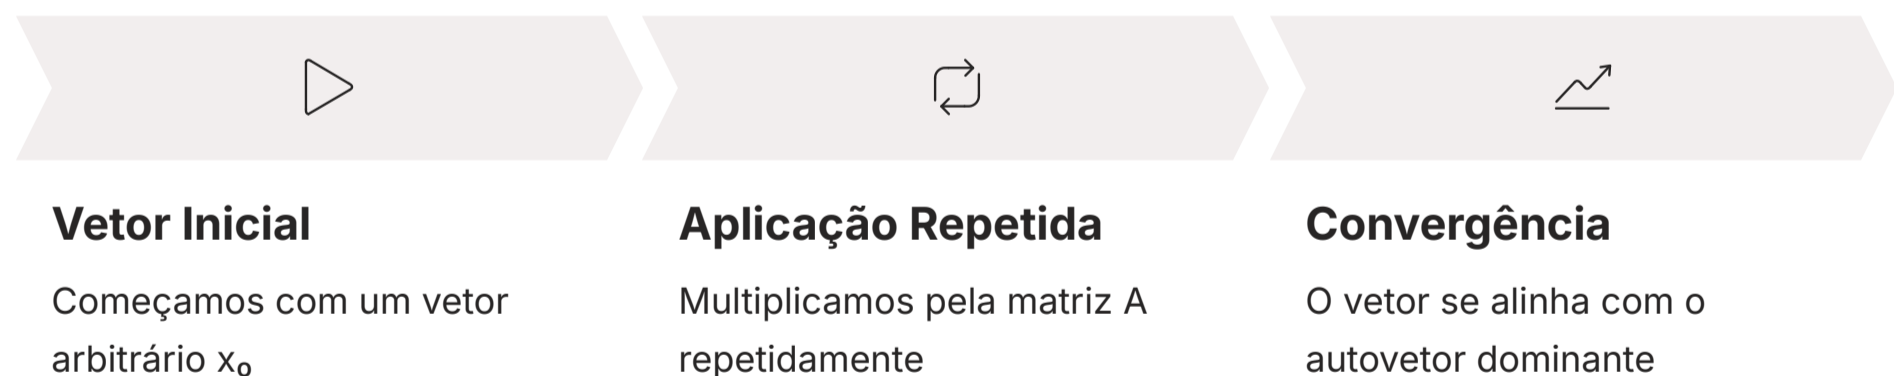 Vetor Inicial
Começamos com um vetor
arbitrário x₀
Aplicação Repetida
Multiplicamos pela matriz A
repetidamente
Convergência
O vetor se alinha com o
autovetor dominante